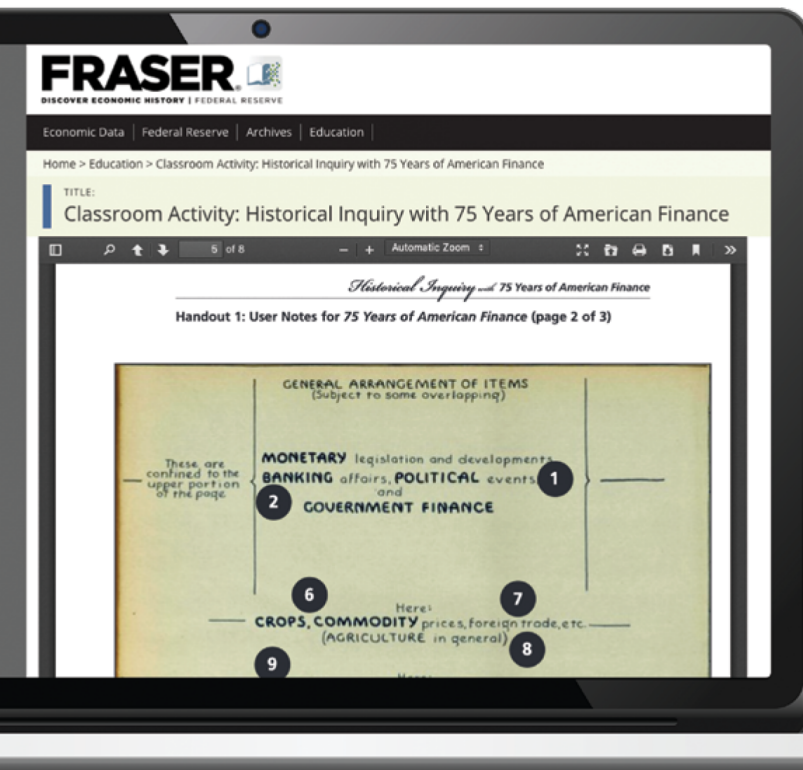 FRASER®
DISCOVER ECONOMIC HISTORY | FEDERAL RESERVE
Economic Data | Federal Reserve | Archives | Education |
Home > Education > Classroom Activity: Historical Inquiry with 75 Years of American Finance
TITLE:
Classroom Activity: Historical Inquiry with 75 Years of American Finance
5 of 8
− + Automatic Zoom
Historical Inquiry with 75 Years of American Finance
Handout 1: User Notes for 75 Years of American Finance (page 2 of 3)
GENERAL ARRANGEMENT OF ITEMS
(Subject to some overlapping)
These are
confined to the
upper portion
of the page
MONETARY legislation and developments
BANKING affairs, POLITICAL events 1
and
2 GOVERNMENT FINANCE
6 7
Here:
CROPS, COMMODITY prices, foreign trade, etc.
(AGRICULTURE in general) 8
9